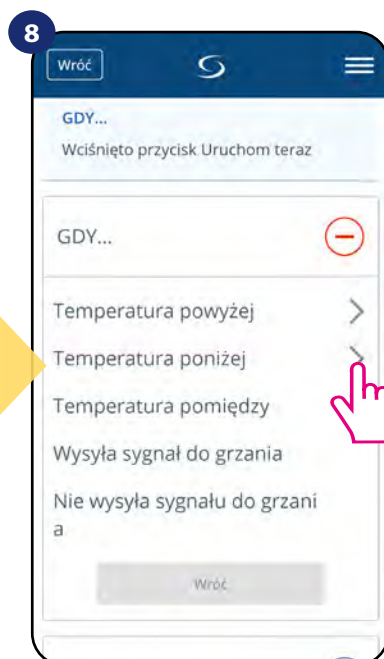 8
Wróć
GDY...
Wciśnięto przycisk Uruchom teraz
GDY...
Temperatura powyżej
Temperatura poniżej
Temperatura pomiędzy
Wysyła sygnał do grzania
Nie wysyła sygnału do grzani
a
Wróć